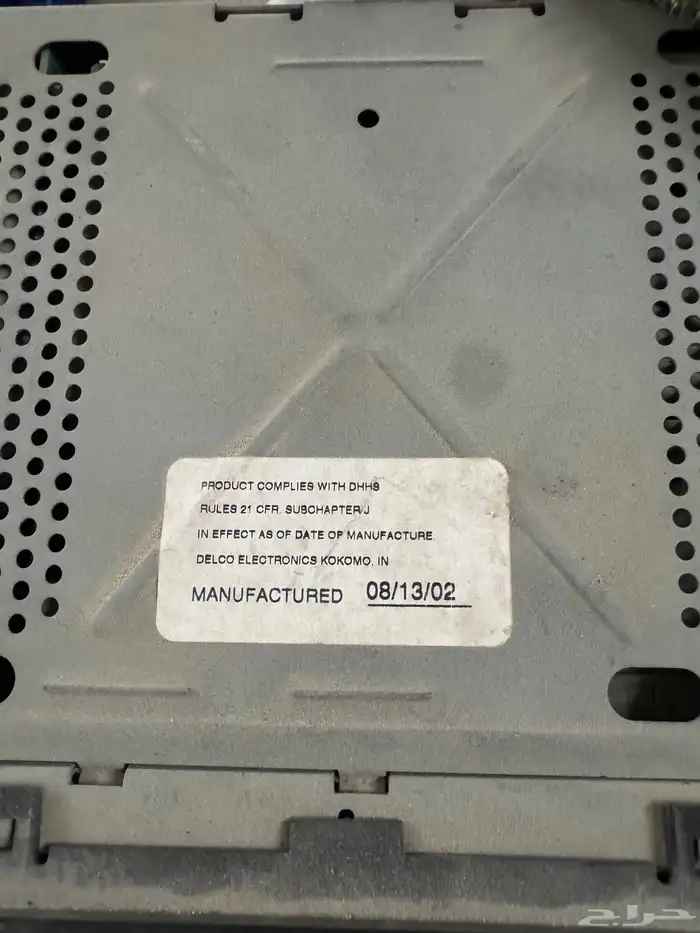 PRODUCT COMPLIES WITH DHHS
RULES 21 CFR. SUBCHAPTER J
IN EFFECT AS OF DATE OF MANUFACTURE.
DELCO ELECTRONICS KOKOMO, IN
MANUFACTURED 08/13/02
حراج